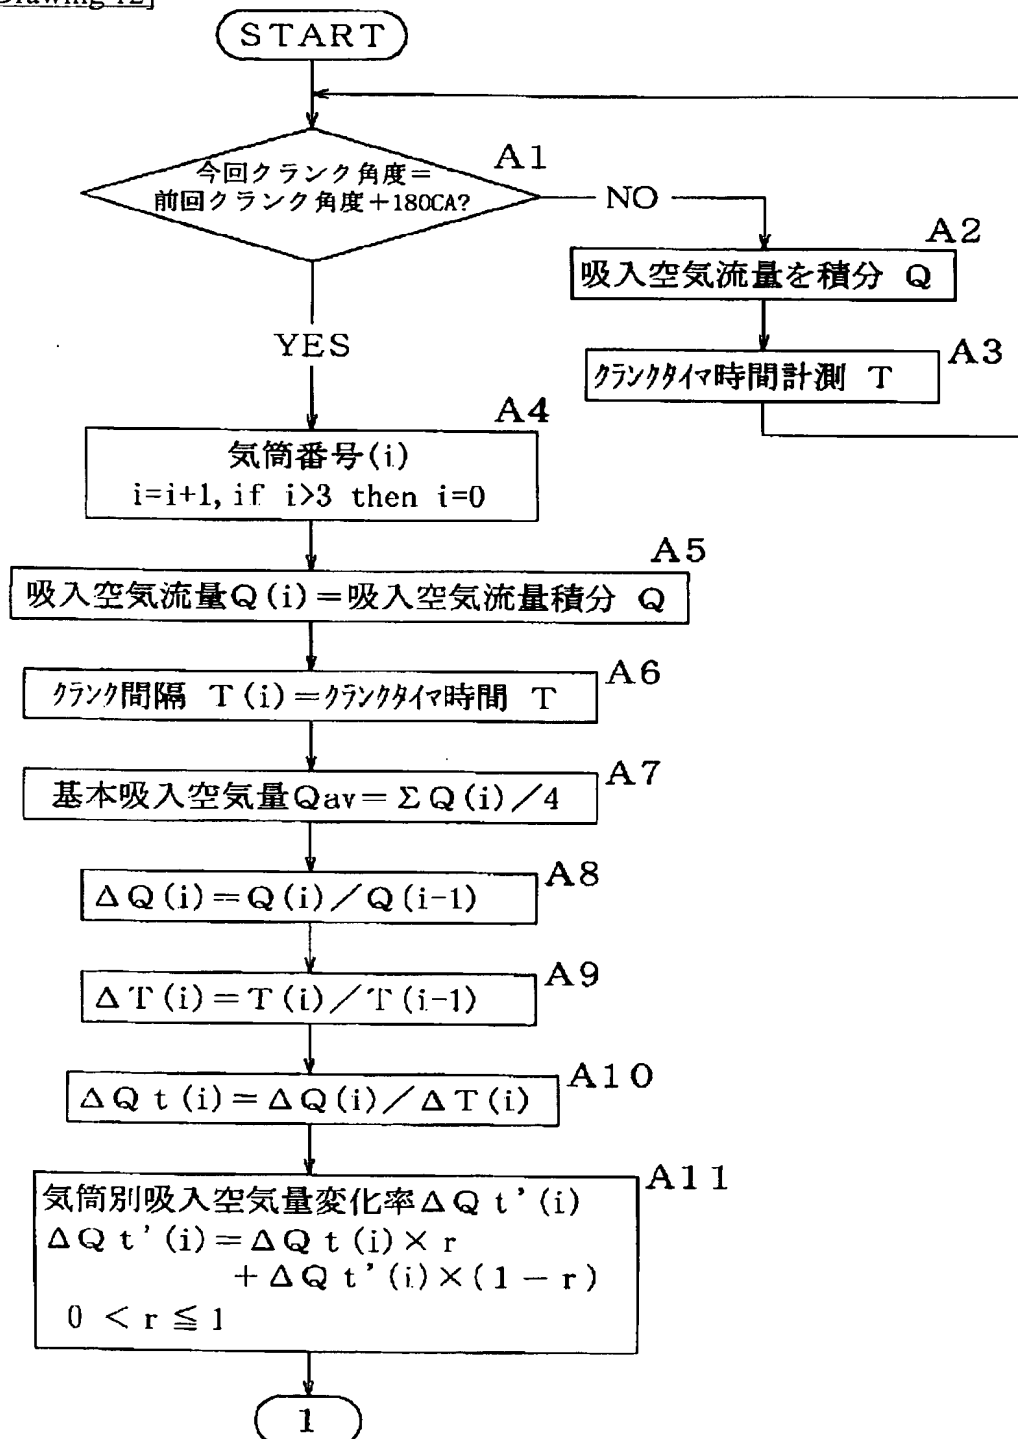 Drawing 12]
START
A1
今回クランク角度=
前回クランク角度+180CA?
NO
A2
吸入空気流量を積分 Q
YES
A3
クランクタイマ時間計測 T
A4
気筒番号(i)
i=i+1, if i>3 then i=0
A5
吸入空気流量Q(i)=吸入空気流量積分 Q
A6
クランク間隔 T(i)=クランクタイマ時間 T
A7
基本吸入空気量Qav=ΣQ(i)/4
A8
ΔQ(i)=Q(i)/Q(i-1)
A9
ΔT(i)=T(i)/T(i-1)
A10
ΔQt(i)=ΔQ(i)/ΔT(i)
A11
気筒別吸入空気量変化率ΔQt'(i)
ΔQt'(i)=ΔQt(i)×r
+ΔQt'(i)×(1-r)
0<r≦1
1